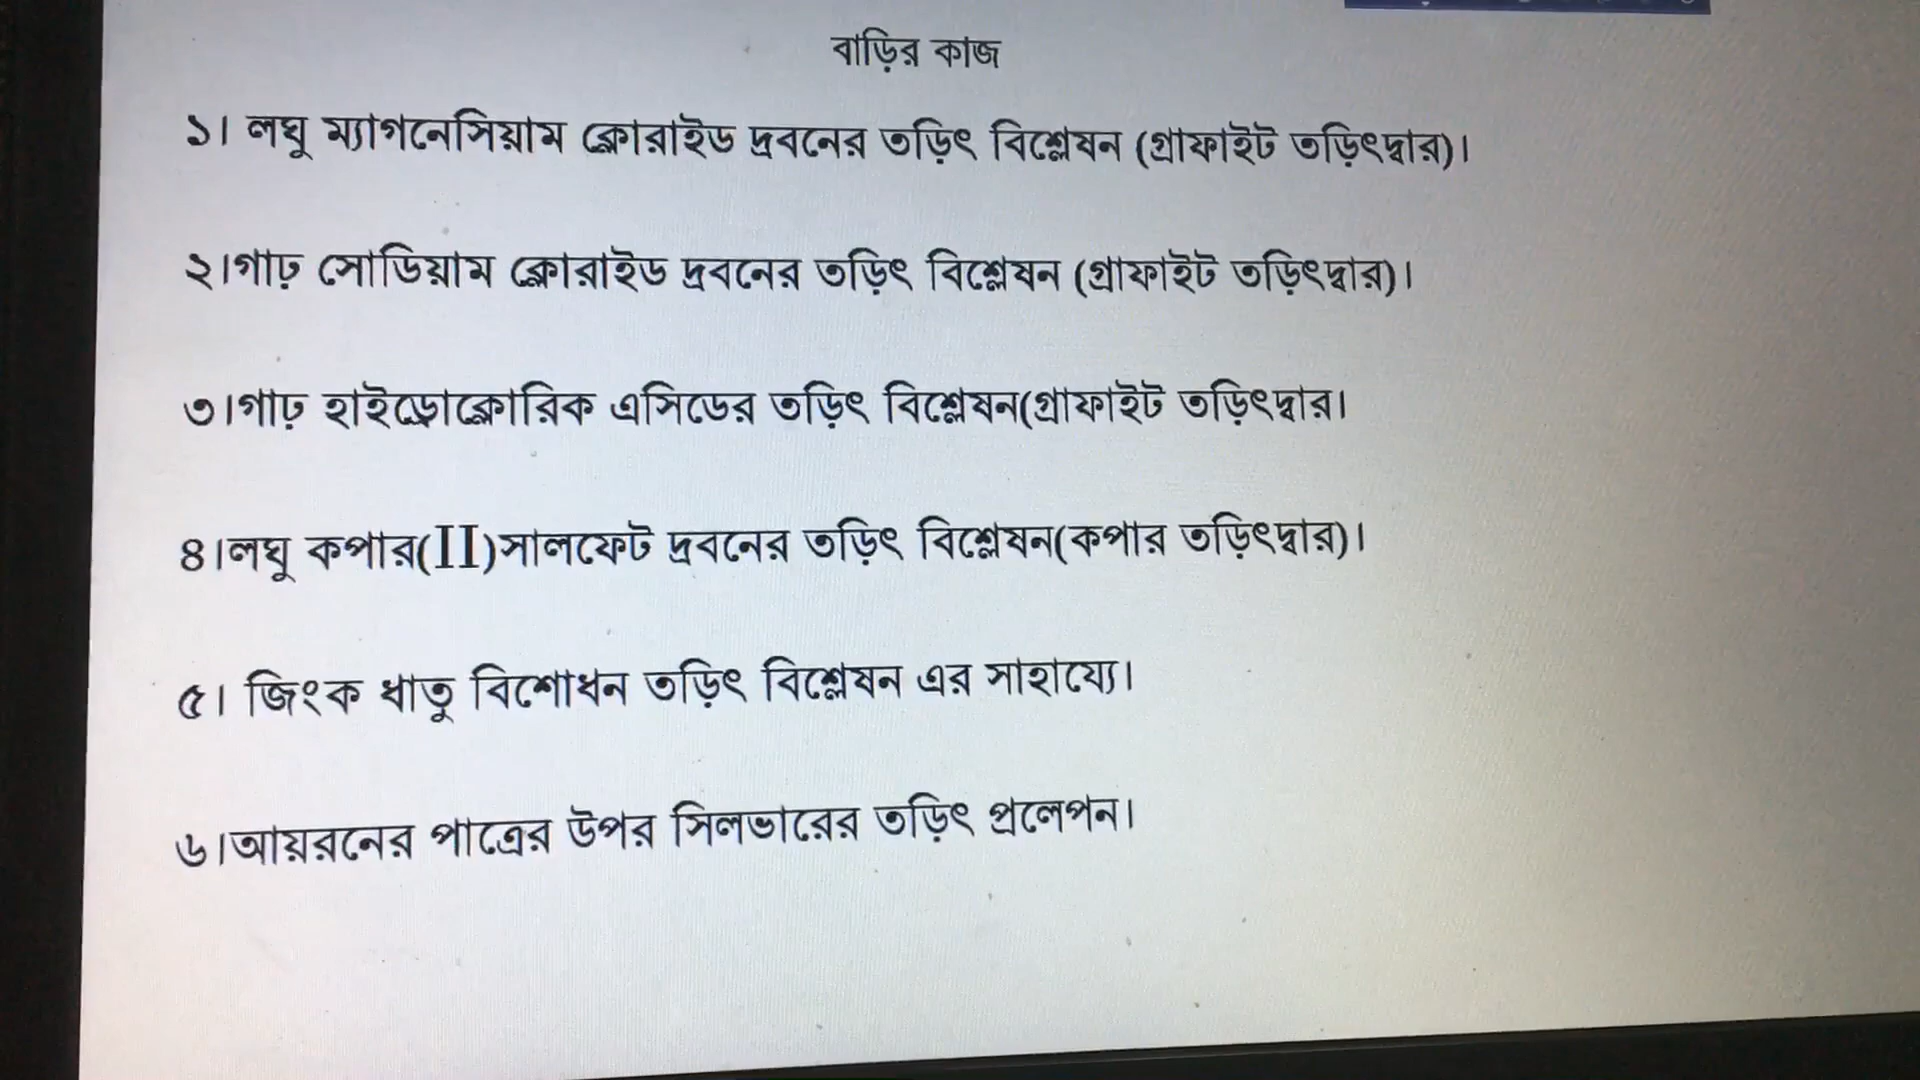 বাড়ির কাজ
১। লঘু ম্যাগনেসিয়াম ক্লোরাইড দ্রবনের তড়িৎ বিশ্লেষন (গ্রাফাইট তড়িৎদ্বার)।
২।গাঢ় সোডিয়াম ক্লোরাইড দ্রবনের তড়িৎ বিশ্লেষন (গ্রাফাইট তড়িৎদ্বার)।
৩।গাঢ় হাইড্রোক্লোরিক এসিডের তড়িৎ বিশ্লেষন(গ্রাফাইট তড়িৎদ্বার।
৪।লঘু কপার(II)সালফেট দ্রবনের তড়িৎ বিশ্লেষন(কপার তড়িৎদ্বার)।
৫। জিংক ধাতু বিশোধন তড়িৎ বিশ্লেষন এর সাহায্যে।
৬।আয়রনের পাত্রের উপর সিলভারের তড়িৎ প্রলেপন।